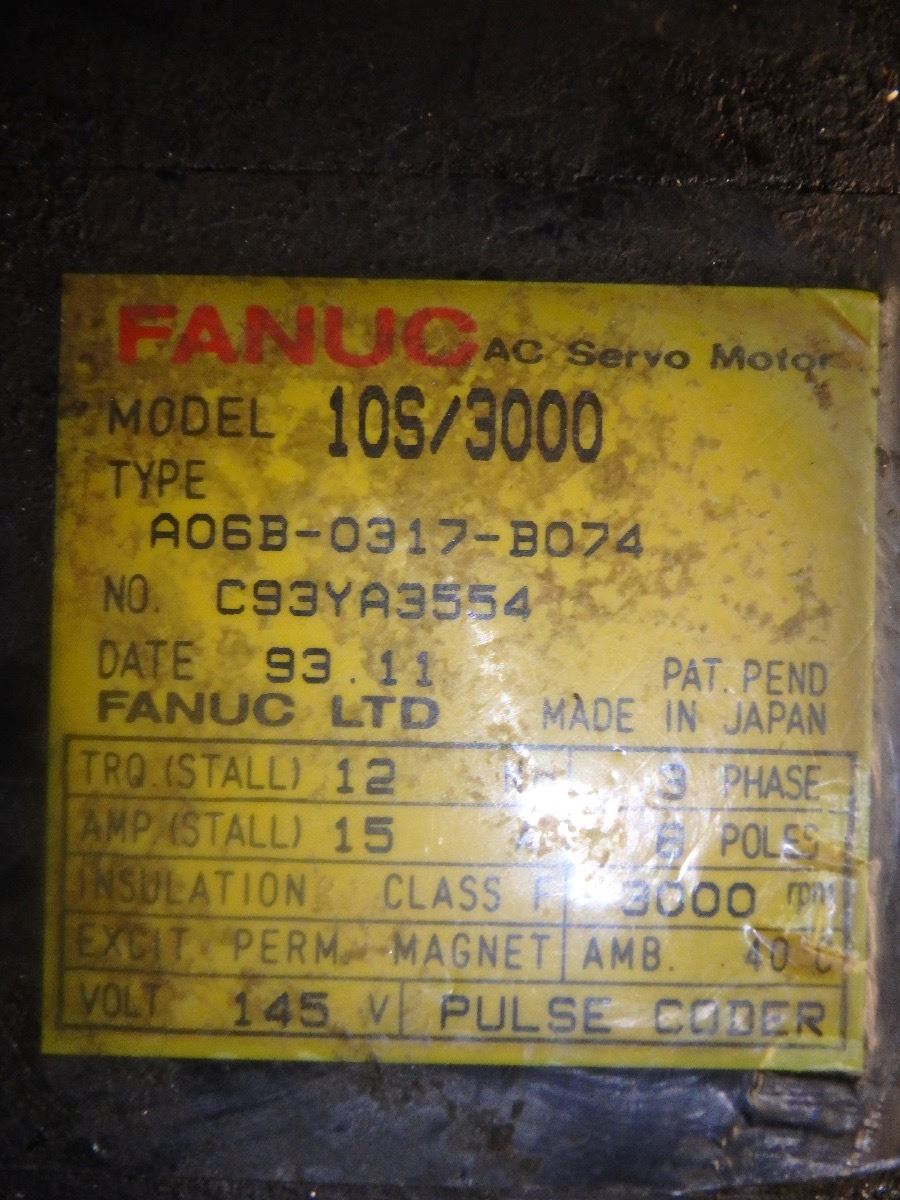 FANUC AC Servo Motor
MODEL 10S/3000
TYPE
A06B-0317-B074
NO. C93YA3554
DATE 93.11
PAT. PEND
FANUC LTD MADE IN JAPAN
TRQ.(STALL) 12 3 PHASE
AMP.(STALL) 15 A POLES
INSULATION CLASS F 3000 rpm
EXCIT. PERM. MAGNET AMB. 40 C
VOLT 145 V PULSE CODER